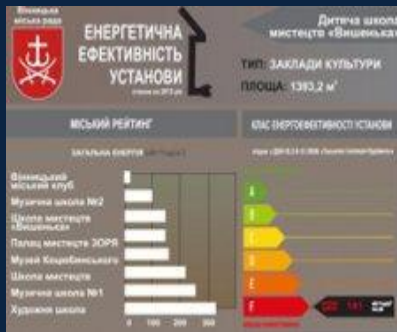 Вінницька
міська рада
ЕНЕРГЕТИЧНА
ЕФЕКТИВНІСТЬ
УСТАНОВИ
Дитяча школа
мистецтв «Вишенька»
ТИП: ЗАКЛАДИ КУЛЬТУРИ
ПЛОЩА: 1393,2 м²
МІСЬКИЙ РЕЙТИНГ
КЛАС ЕНЕРГОЕФЕКТИВНОСТІ УСТАНОВИ
ЗАГАЛЬНА ЕНЕРГІЯ
Вінницький
міський клуб
Музична школа №2
Школа мистецтв
«Вишенька»
Палац мистецтв ЗОРЯ
Музей Коцюбинського
Школа мистецтв
Музична школа №1
Художня школа
0 100 200 300
A
B
C
D
E
F